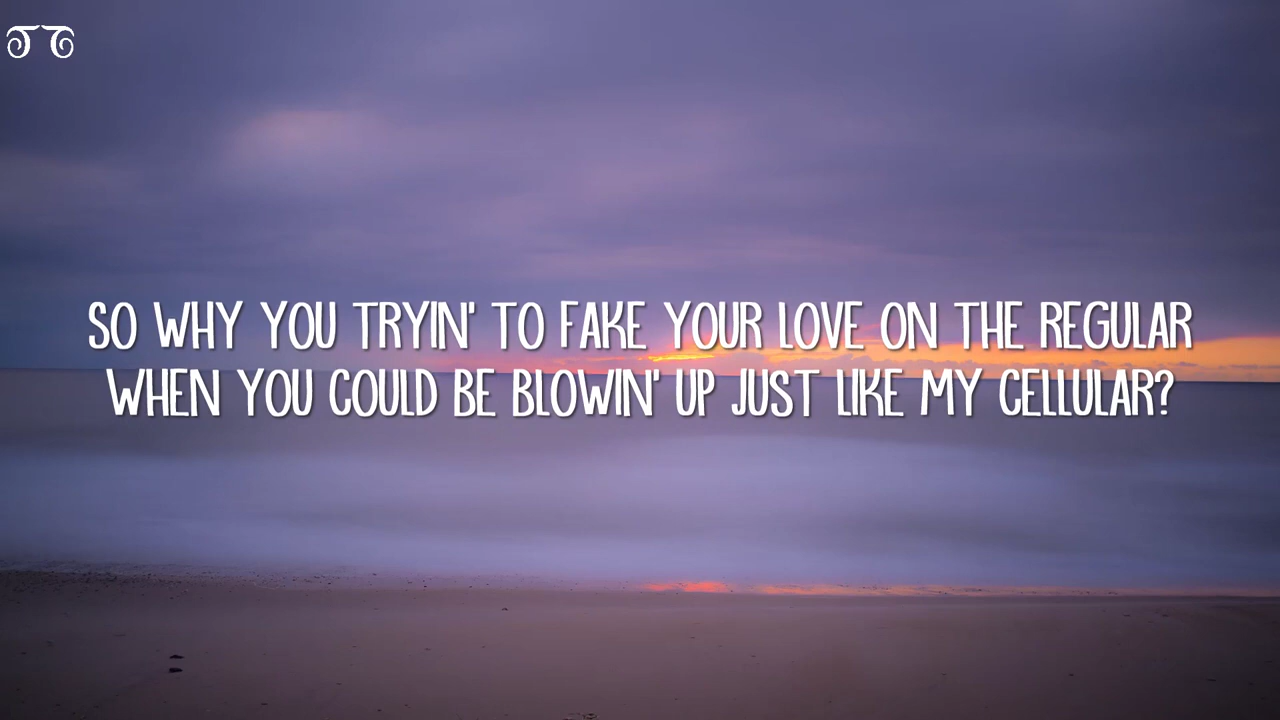 SO WHY YOU TRYIN' TO FAKE YOUR LOVE ON THE REGULAR
WHEN YOU COULD BE BLOWIN' UP JUST LIKE MY CELLULAR?